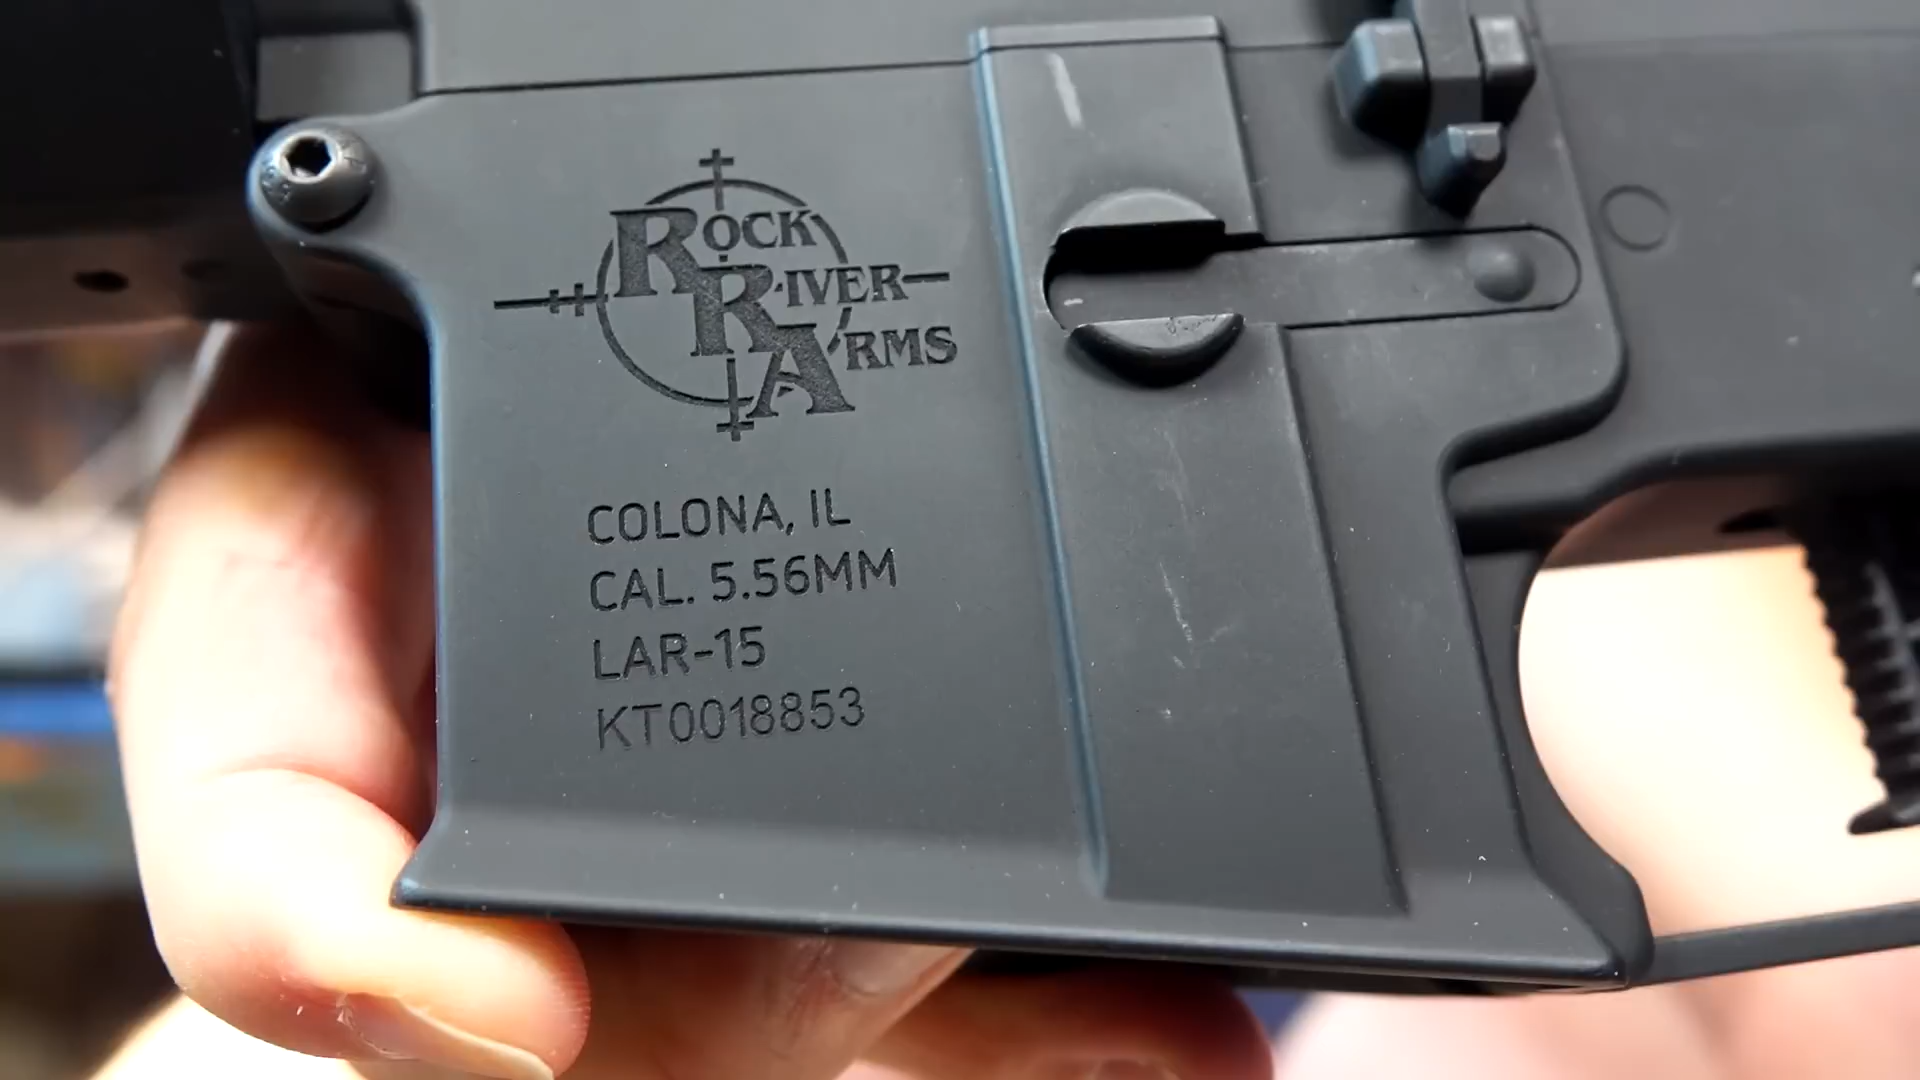 ROCK
RIVER
ARMS
COLONA, IL
CAL. 5.56MM
LAR-15
KT0018853